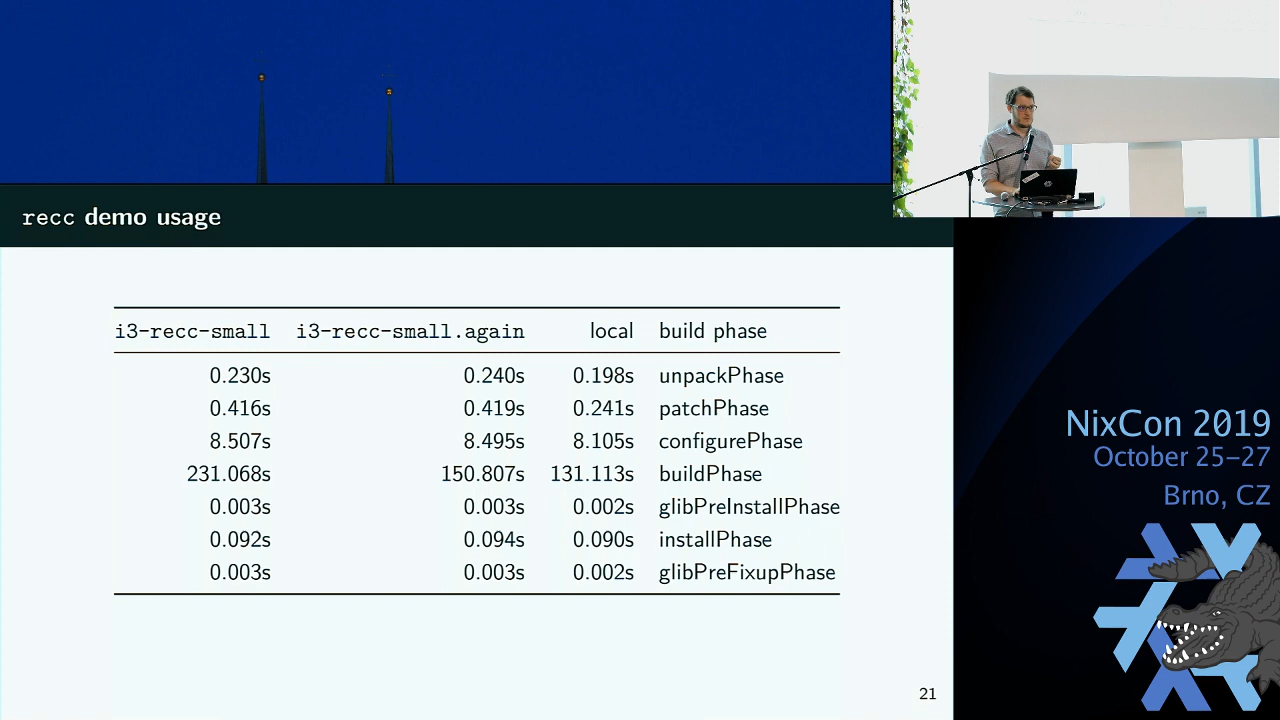 recc demo usage
i3-recc-small i3-recc-small.again local build phase
0.230s 0.240s 0.198s unpackPhase
0.416s 0.419s 0.241s patchPhase
8.507s 8.495s 8.105s configurePhase
231.068s 150.807s 131.113s buildPhase
0.003s 0.003s 0.002s glibPreInstallPhase
0.092s 0.094s 0.090s installPhase
0.003s 0.003s 0.002s glibPreFixupPhase
21
NixCon 2019
October 25–27
Brno, CZ